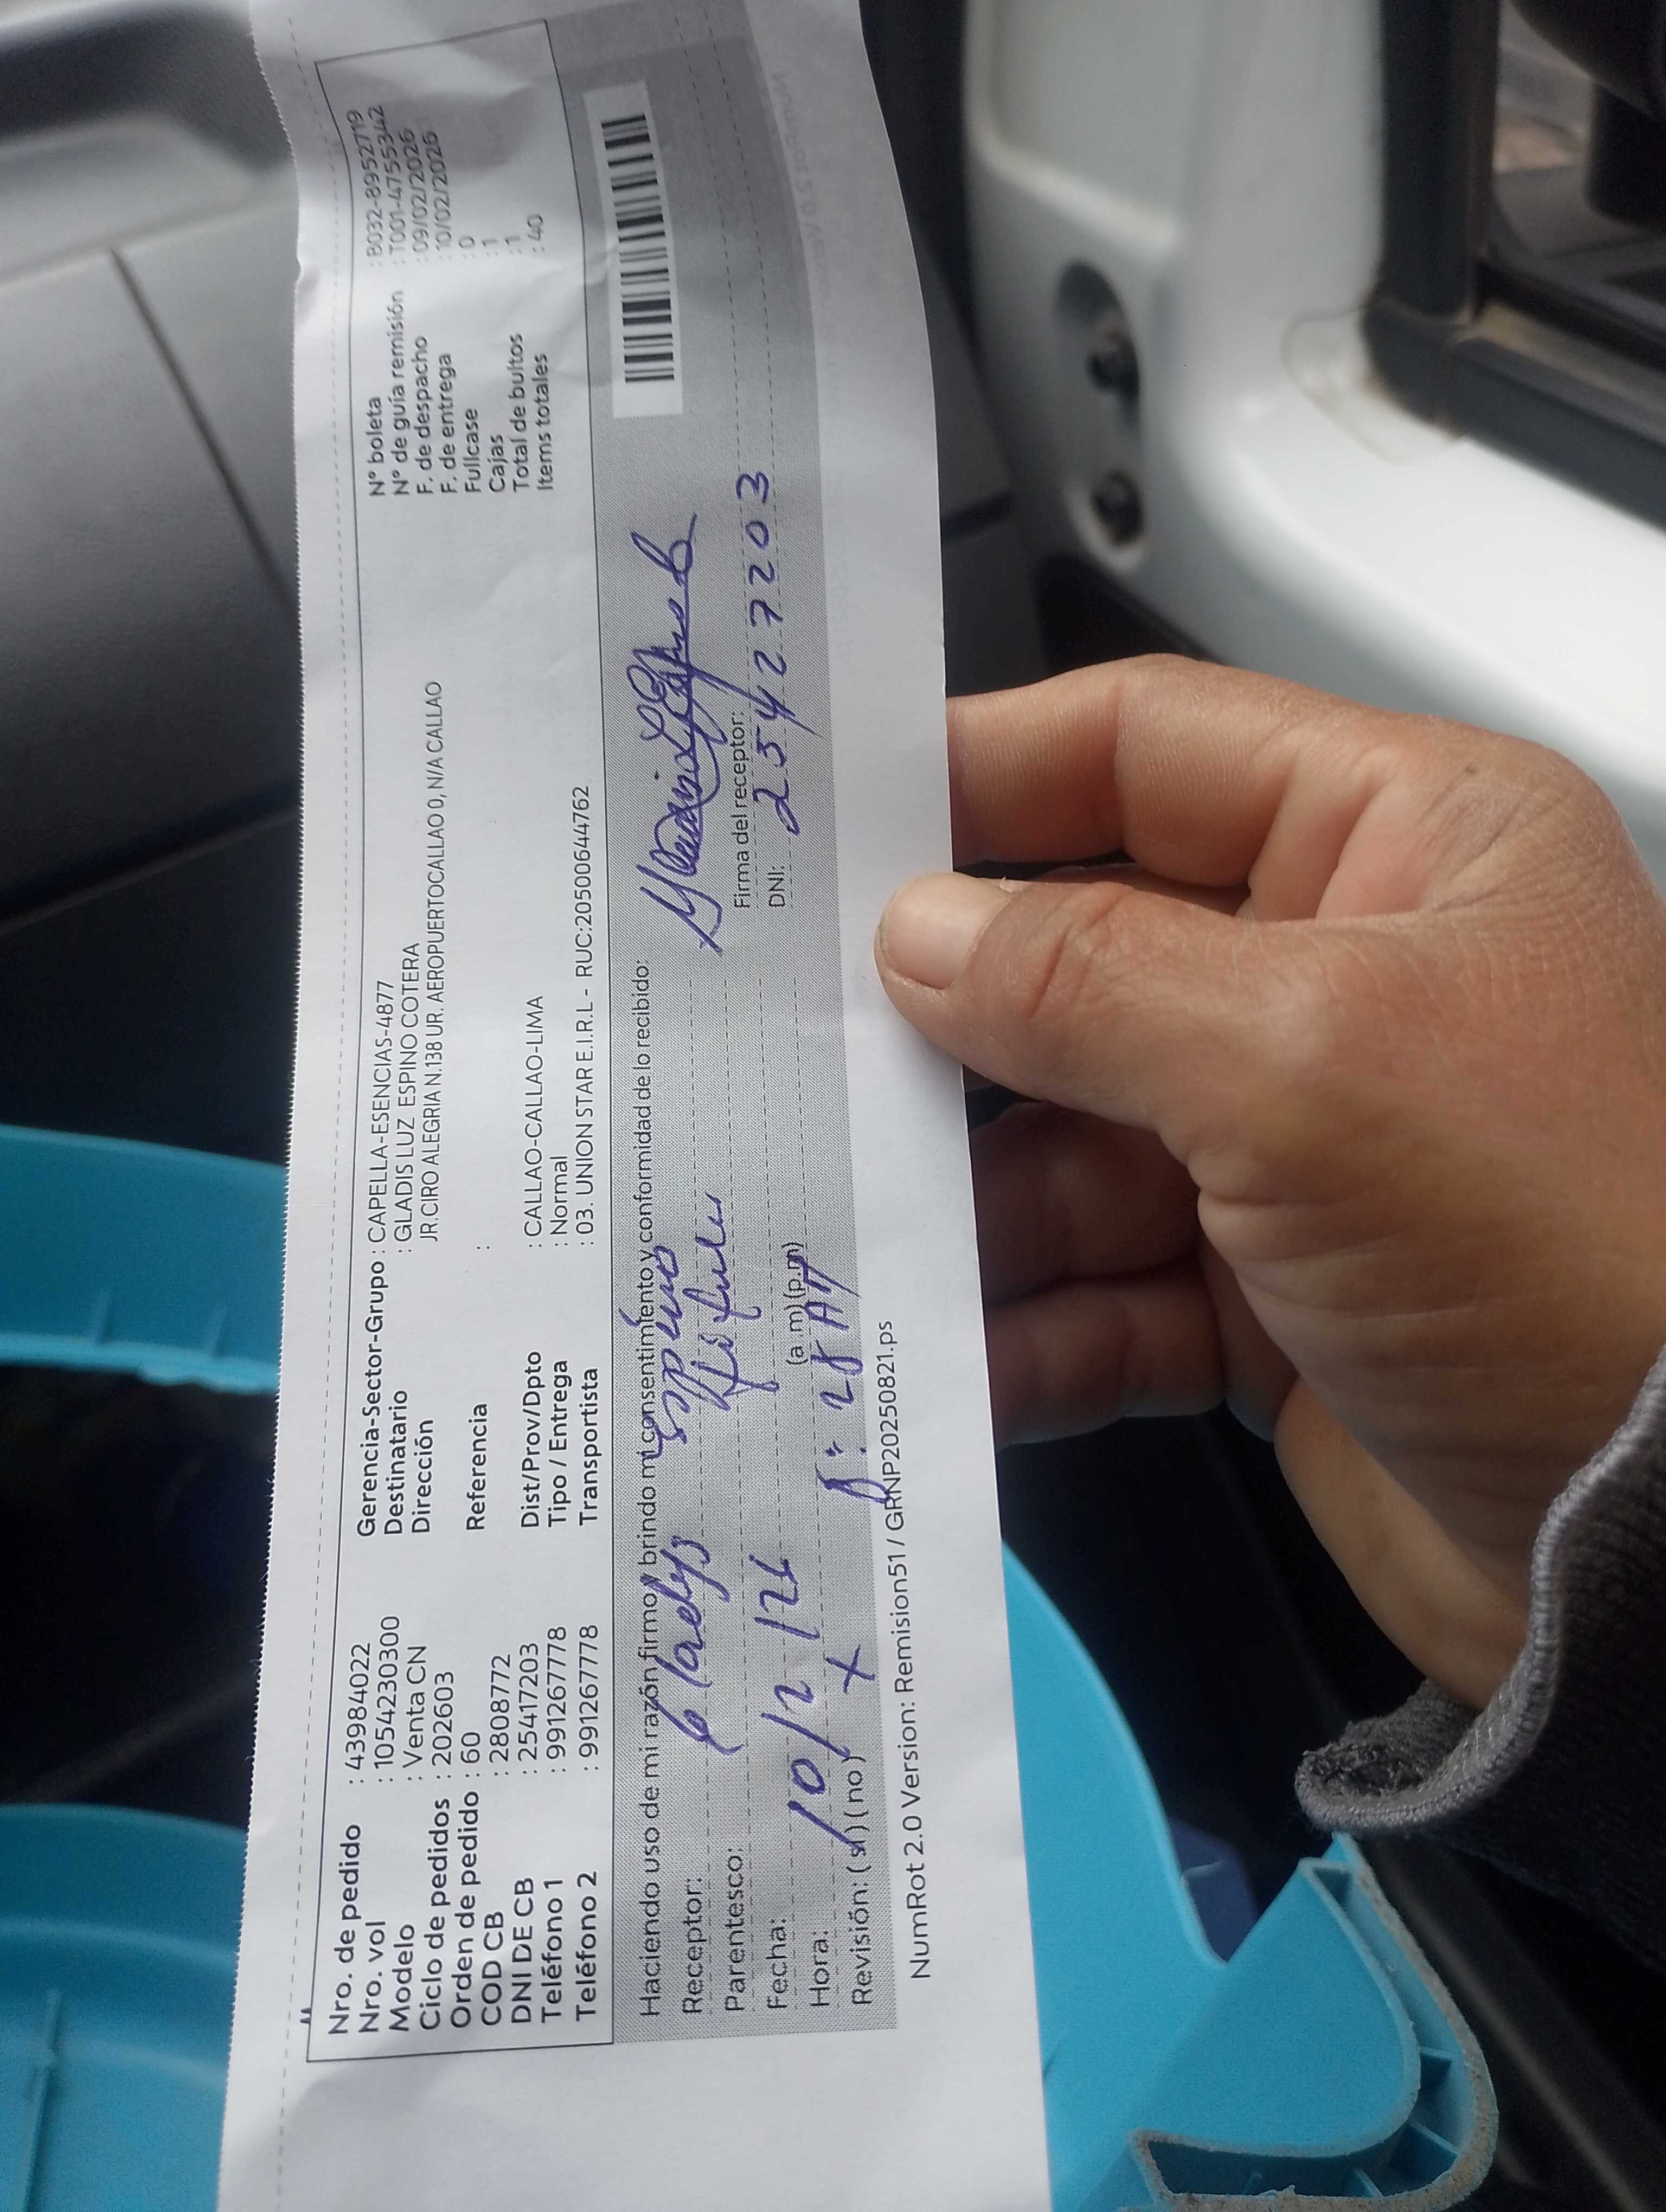 Nro. de pedido : 43984022
Nro. vol : 1054230300
Modelo : Venta CN
Ciclo de pedidos : 202603
Orden de pedido : 60
COD CB : 2808772
DNI DE CB : 25417203
Teléfono 1 : 991267778
Teléfono 2 : 991267778
Gerencia-Sector-Grupo : CAPELLA-ESENCIAS-4877
Destinatario : GLADIS LUZ ESPINO COTERA
Dirección JR.CIRO ALEGRIA N.138 UR. AEROPUERTOCALLAO 0, N/A CALLAO
Referencia :
Dist/Prov/Dpto : CALLAO-CALLAO-LIMA
Tipo / Entrega : Normal
Transportista : 03. UNION STAR E.I.R.L - RUC:20500644762
N° boleta : B032-8952719
N° de guía remisión : T001-4755342
F. de despacho : 09/02/2026
F. de entrega : 10/02/2026
Fullcase : 0
Cajas : 1
Total de bultos : 1
Items totales : 40
Haciendo uso de mi razón firmo y brindo mi consentimiento y conformidad de lo recibido:
Receptor: Gladys Espino
Parentesco:
Fecha: 10/2/26
Hora: (a.m) (p.m)
Revisión: (si) (no) X
Firma del receptor:
DNI: 25427203
NumRot 2.0 Version: Remision51 / GRNP20250821.ps